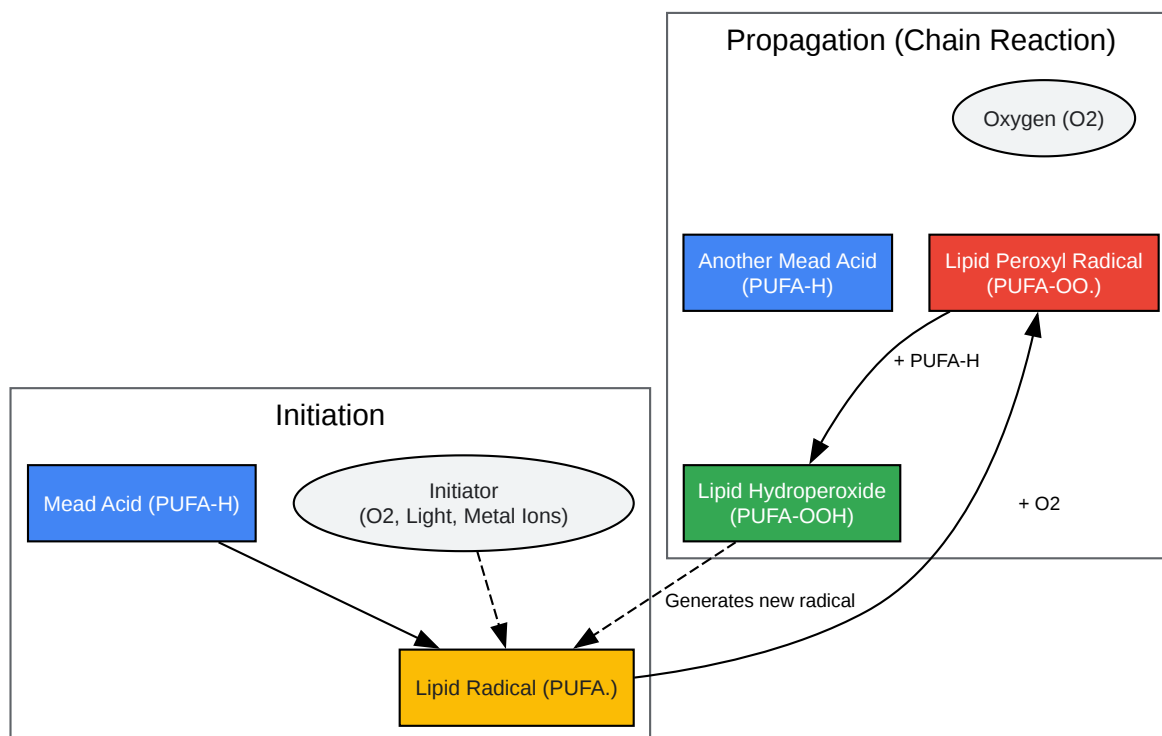 Propagation (Chain Reaction)
Oxygen (O2)
Another Mead Acid
(PUFA-H)
Lipid Peroxyl Radical
(PUFA-OO.)
+ PUFA-H
Initiation
Mead Acid (PUFA-H)
Initiator
(O2, Light, Metal Ions)
Lipid Hydroperoxide
(PUFA-OOH)
+ O2
Generates new radical
Lipid Radical (PUFA.)